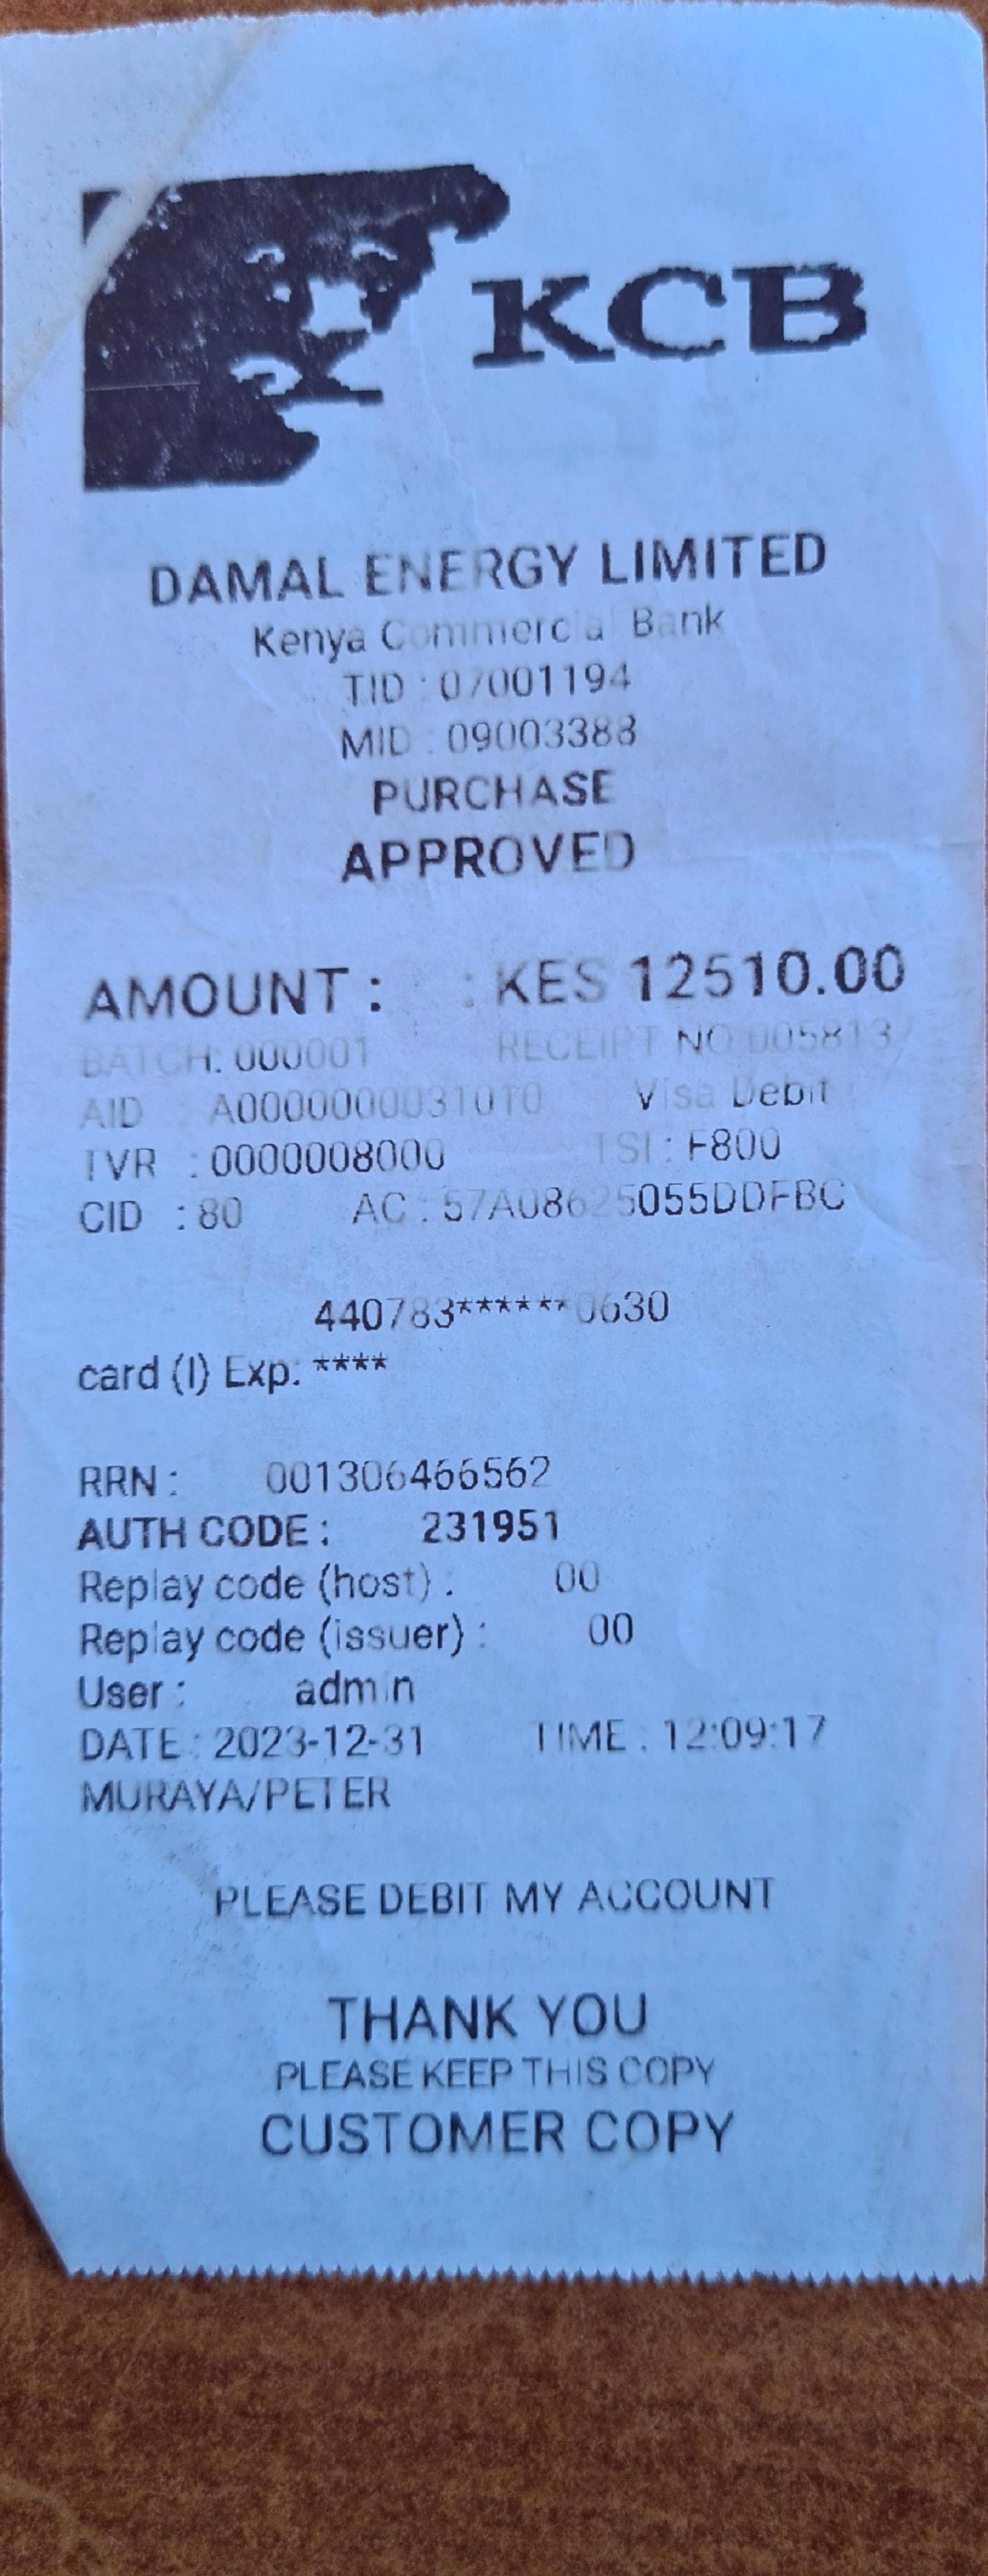 KCB
DAMAL ENERGY LIMITED
Kenya Commercial Bank
TID : 07001194
MID : 09003388
PURCHASE
APPROVED
AMOUNT : : KES 12510.00
BATCH: 000001 RECEIPT NO:005813
AID A0000000031010 Visa Debit
TVR : 0000008000 TSI : F800
CID : 80 AC : 57A08625055DDFBC
440783******0630
card (I) Exp: ****
RRN : 001306466562
AUTH CODE : 231951
Replay code (host) : 00
Replay code (issuer) : 00
User : admin
DATE : 2023-12-31 TIME : 12:09:17
MURAYA/PETER
PLEASE DEBIT MY ACCOUNT
THANK YOU
PLEASE KEEP THIS COPY
CUSTOMER COPY